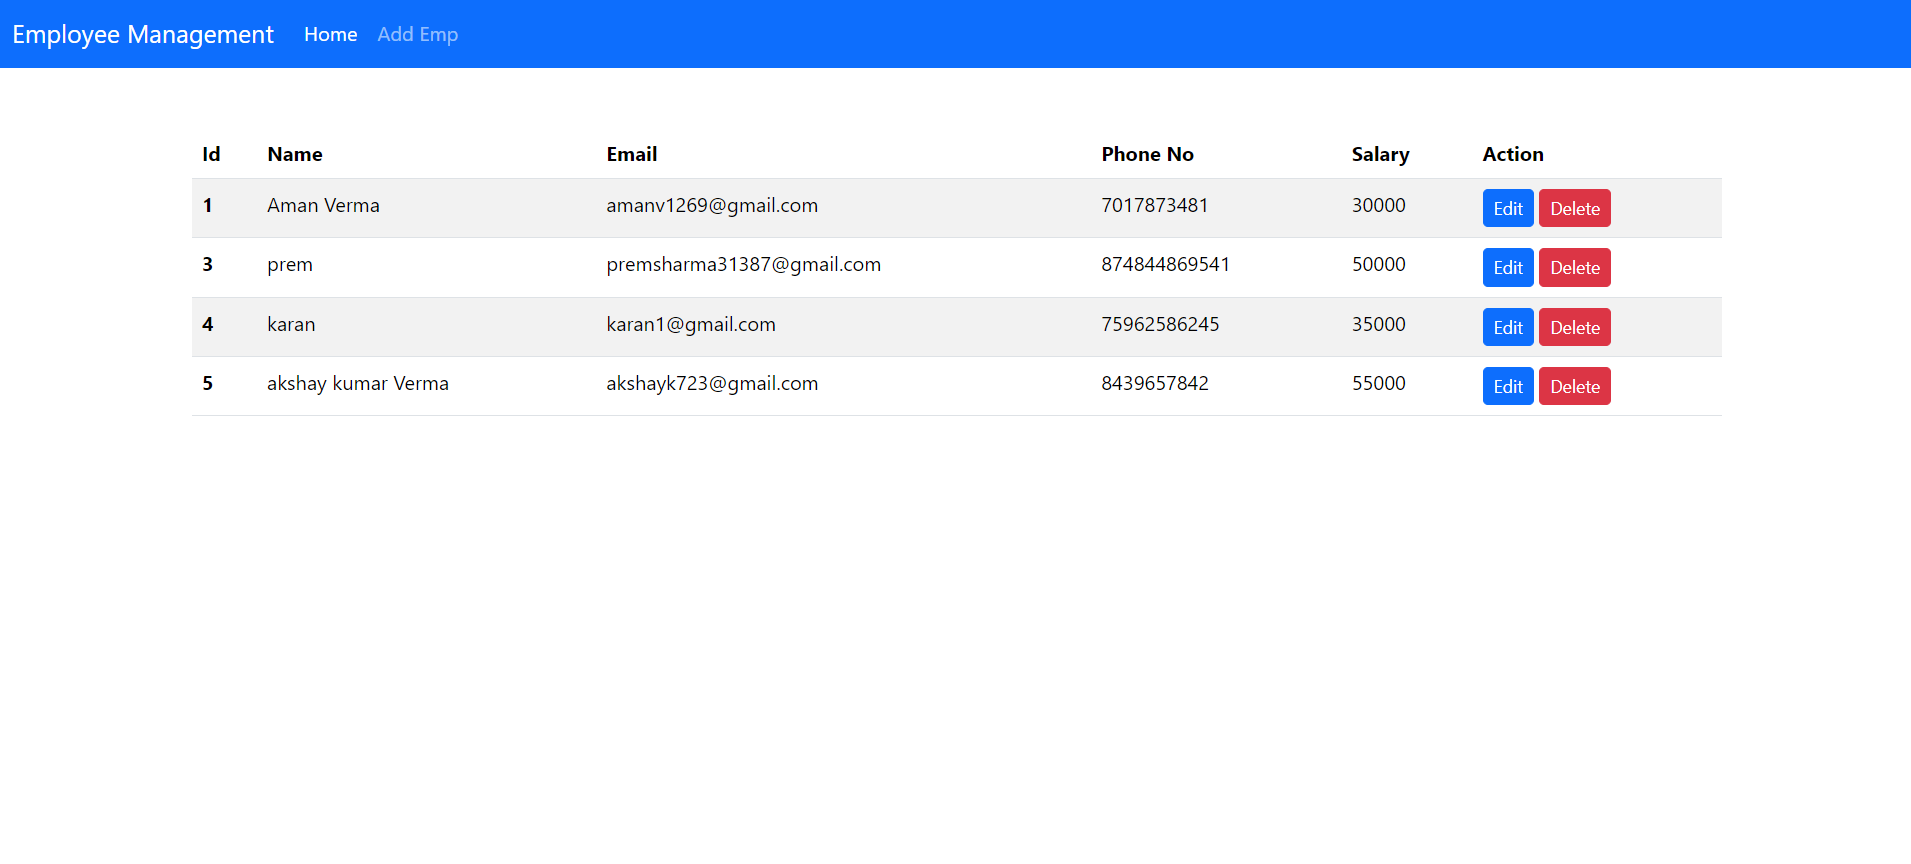 Employee Management Home Add Emp
Id Name Email Phone No Salary Action
1 Aman Verma amanv1269@gmail.com 7017873481 30000 Edit Delete
3 prem premsharma31387@gmail.com 874844869541 50000 Edit Delete
4 karan karan1@gmail.com 75962586245 35000 Edit Delete
5 akshay kumar Verma akshayk723@gmail.com 8439657842 55000 Edit Delete